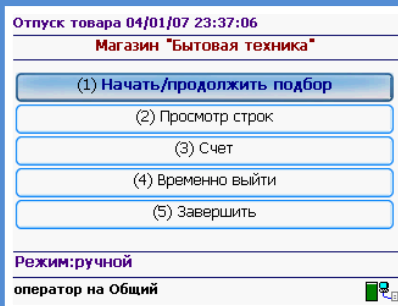 Отпуск товара 04/01/07 23:37:06
Магазин "Бытовая техника"
(1) Начать/продолжить подбор
(2) Просмотр строк
(3) Счет
(4) Временно выйти
(5) Завершить
Режим:ручной
оператор на Общий